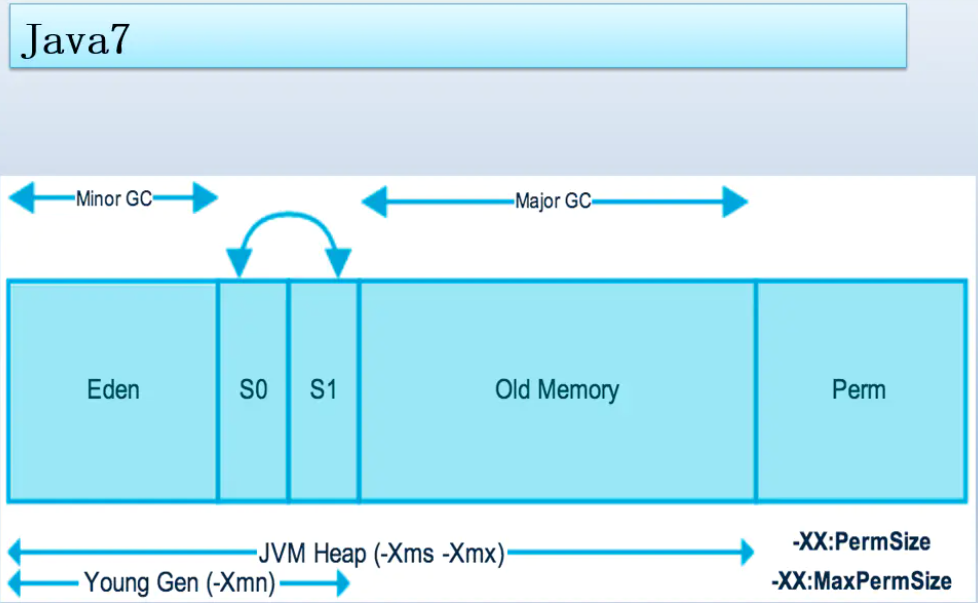 Java7
Minor GC
Major GC
Eden
S0
S1
Old Memory
Perm
JVM Heap (-Xms -Xmx)
Young Gen (-Xmn)
-XX:PermSize
-XX:MaxPermSize